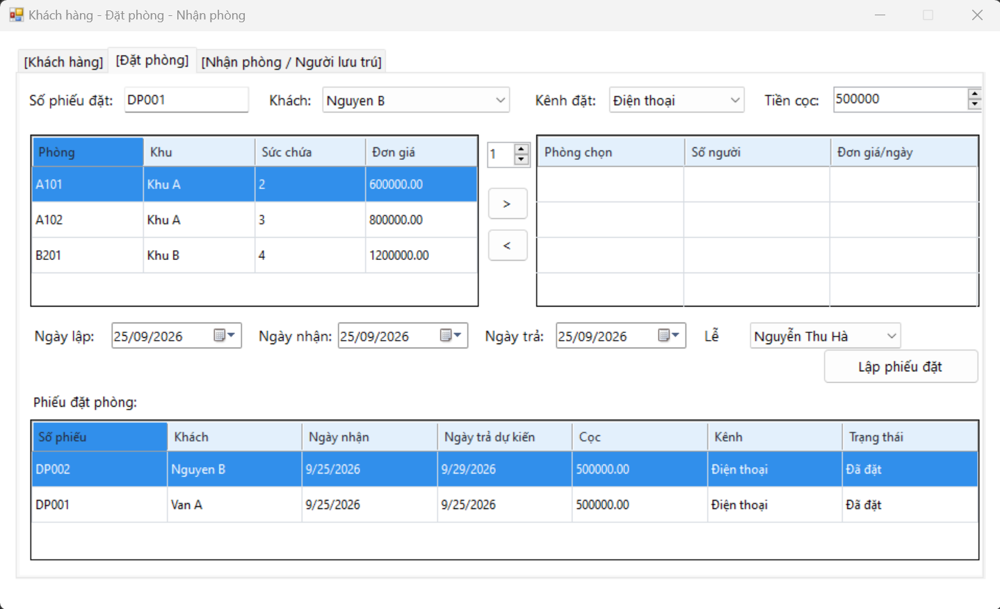 Khách hàng - Đặt phòng - Nhận phòng
[Khách hàng] [Đặt phòng] [Nhận phòng / Người lưu trú]
Số phiếu đặt: DP001 Khách: Nguyen B Kênh đặt: Điện thoại Tiền cọc: 500000
Phòng Khu Sức chứa Đơn giá 1 Phòng chọn Số người Đơn giá/ngày
A101 Khu A 2 600000.00
>
A102 Khu A 3 800000.00
<
B201 Khu B 4 1200000.00
Ngày lập: 25/09/2026 Ngày nhận: 25/09/2026 Ngày trả: 25/09/2026 Lễ Nguyễn Thu Hà
Lập phiếu đặt
Phiếu đặt phòng:
Số phiếu Khách Ngày nhận Ngày trả dự kiến Cọc Kênh Trạng thái
DP002 Nguyen B 9/25/2026 9/29/2026 500000.00 Điện thoại Đã đặt
DP001 Van A 9/25/2026 9/25/2026 500000.00 Điện thoại Đã đặt